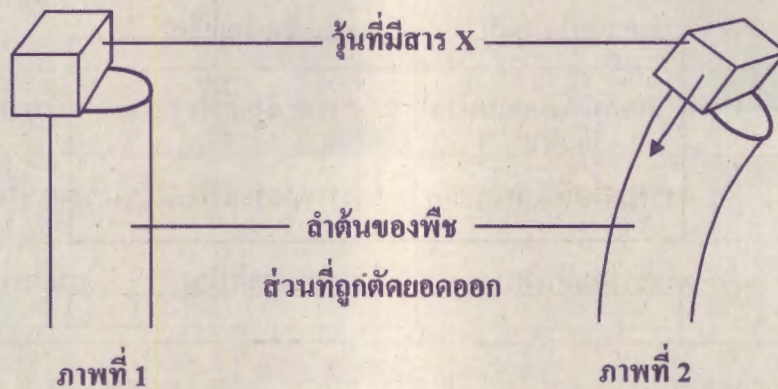 วุ้นที่มีสาร X
ลำต้นของพืช
ส่วนที่ถูกตัดยอดออก
ภาพที่ 1
ภาพที่ 2